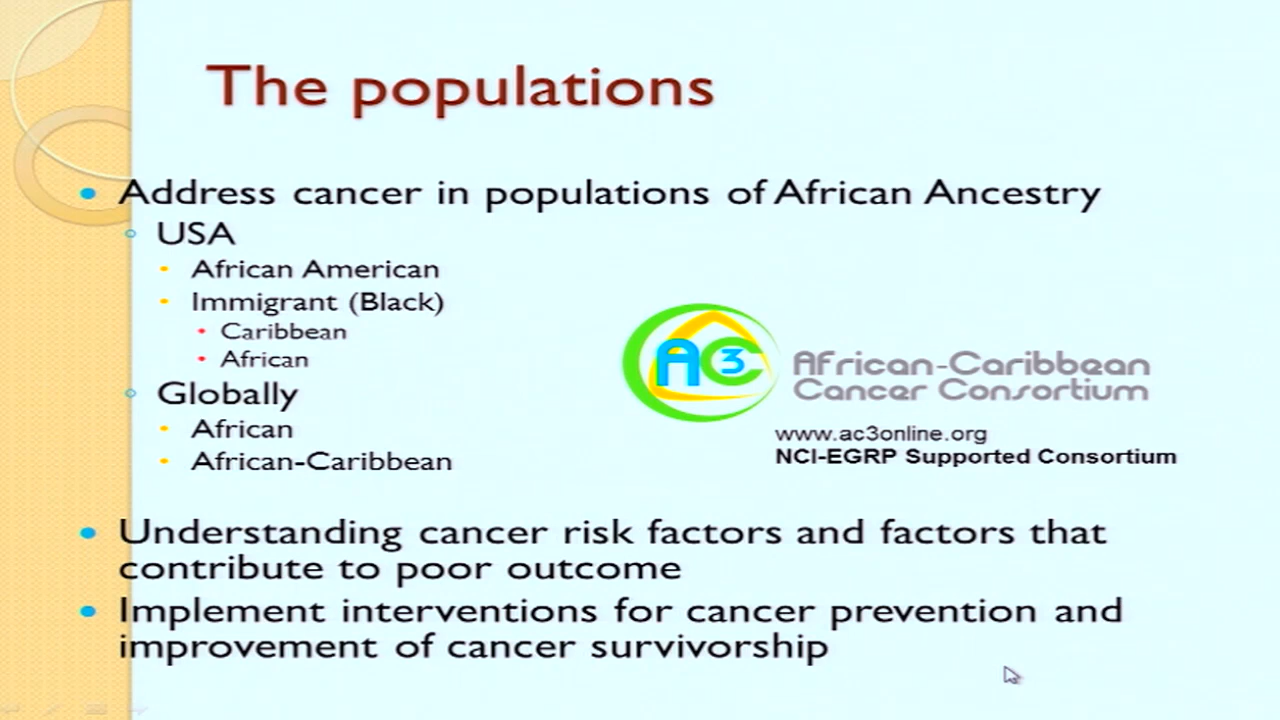 The populations
Address cancer in populations of African Ancestry
USA
African American
Immigrant (Black)
Caribbean
African
Globally
African
African-Caribbean
AC3 African-Caribbean
Cancer Consortium
www.ac3online.org
NCI-EGRP Supported Consortium
Understanding cancer risk factors and factors that
contribute to poor outcome
Implement interventions for cancer prevention and
improvement of cancer survivorship